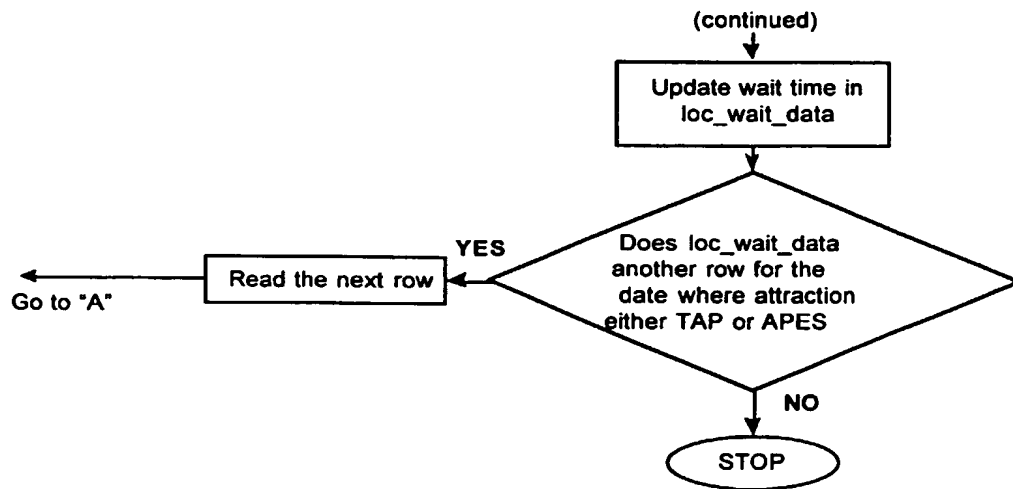 (continued)
Update wait time in
loc_wait_data
YES
Does loc_wait_data
another row for the
date where attraction
either TAP or APES
Read the next row
Go to "A"
NO
STOP